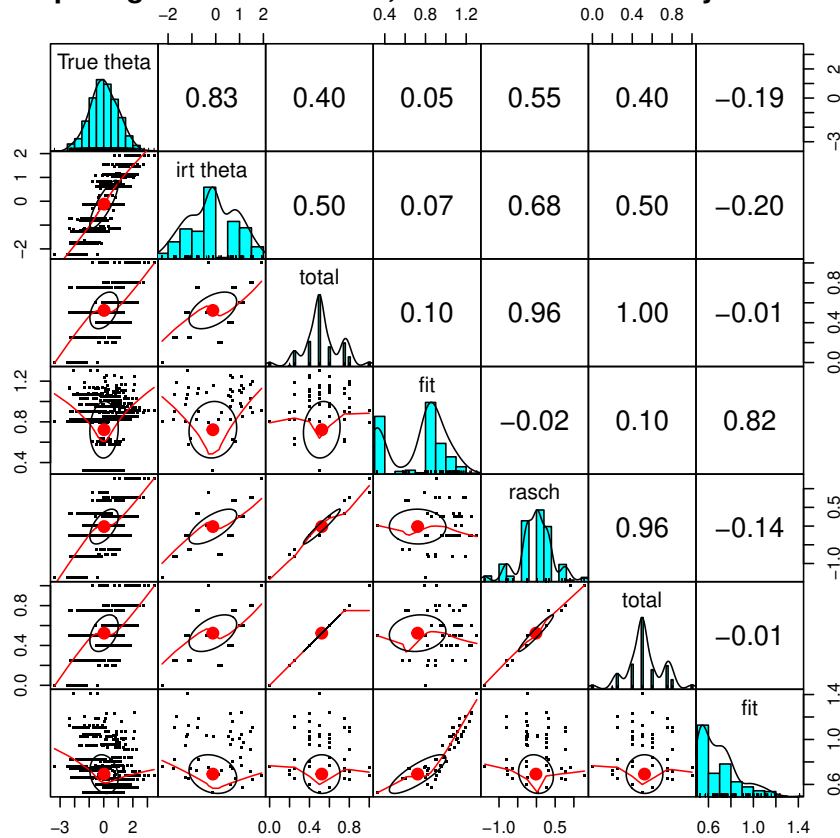 −2 0 1 2 0.4 0.8 1.2 0.0 0.4 0.8
True theta
0.83 0.40 0.05 0.55 0.40 −0.19
−3 0 2
irt theta
0.50 0.07 0.68 0.50 −0.20
−2 0 1 2
total
0.10 0.96 1.00 −0.01
0.0 0.4 0.8
fit
−0.02 0.10 0.82
0.4 0.8 1.2
rasch
0.96 −0.14
−1.0 0.5
total
−0.01
0.0 0.4 0.8
fit
0.6 1.0 1.4
−3 0 2 0.0 0.4 0.8 −1.0 0.5 0.6 1.0 1.4